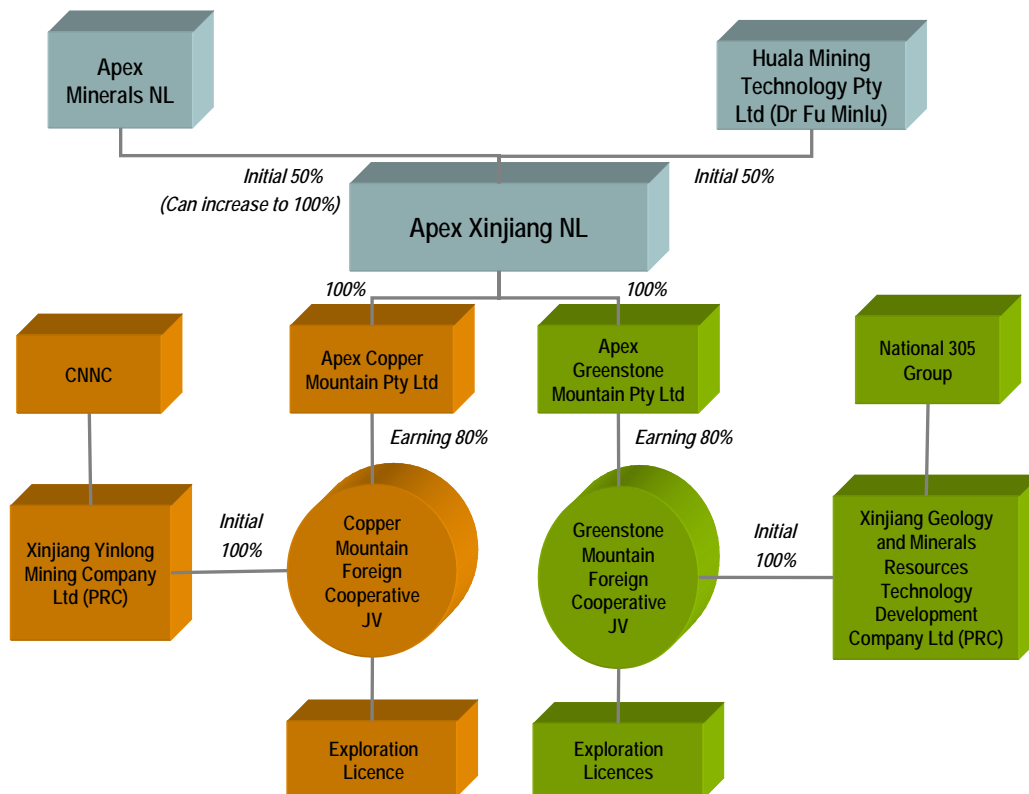 Apex
Minerals NL
Huala Mining
Technology Pty
Ltd (Dr Fu Minlu)
Initial 50%
(Can increase to 100%)
Initial 50%
Apex Xinjiang NL
100%
100%
CNNC
Apex Copper
Mountain Pty Ltd
Apex
Greenstone
Mountain Pty Ltd
National 305
Group
Earning 80%
Earning 80%
Xinjiang Yinlong
Mining Company
Ltd (PRC)
Initial
100%
Copper
Mountain
Foreign
Cooperative
JV
Greenstone
Mountain
Foreign
Cooperative
JV
Initial
100%
Xinjiang Geology
and Minerals
Resources
Technology
Development
Company Ltd (PRC)
Exploration
Licence
Exploration
Licences